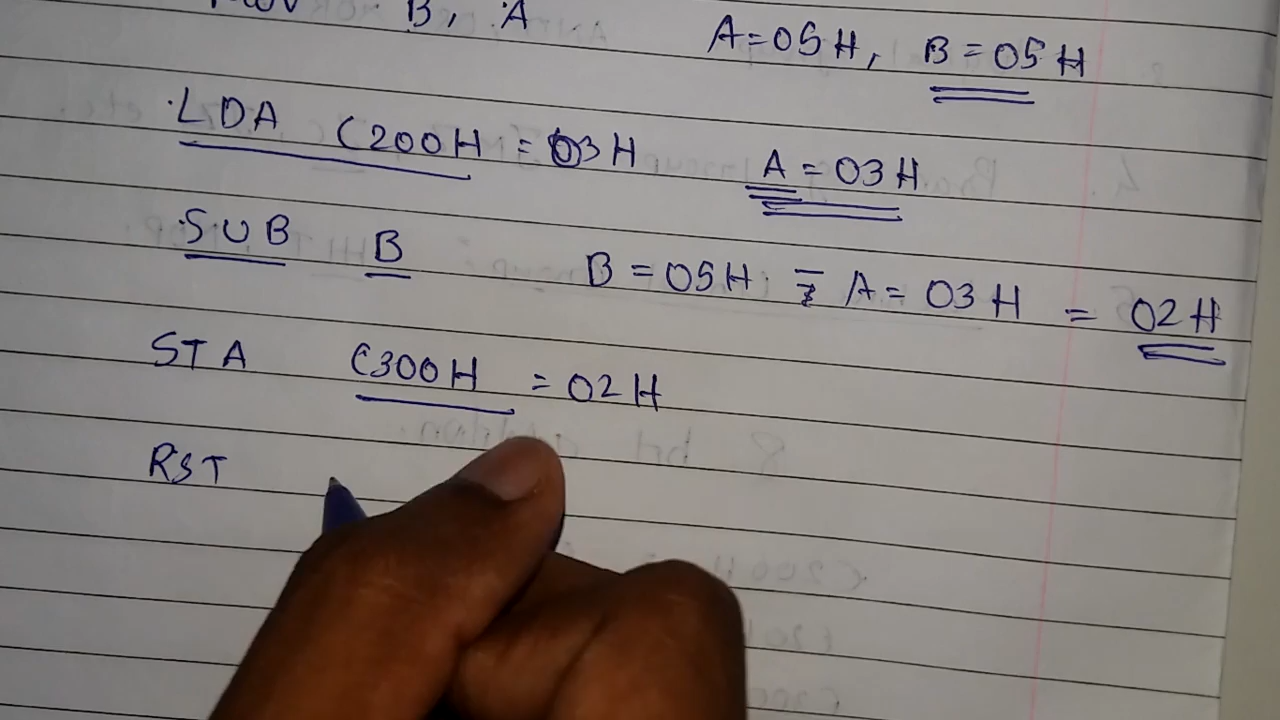 B, A A=05H, B=05H
LDA C200H = 03H A = 03H
SUB B B = 05H - A = 03H = 02H
STA C300H = 02H
RST